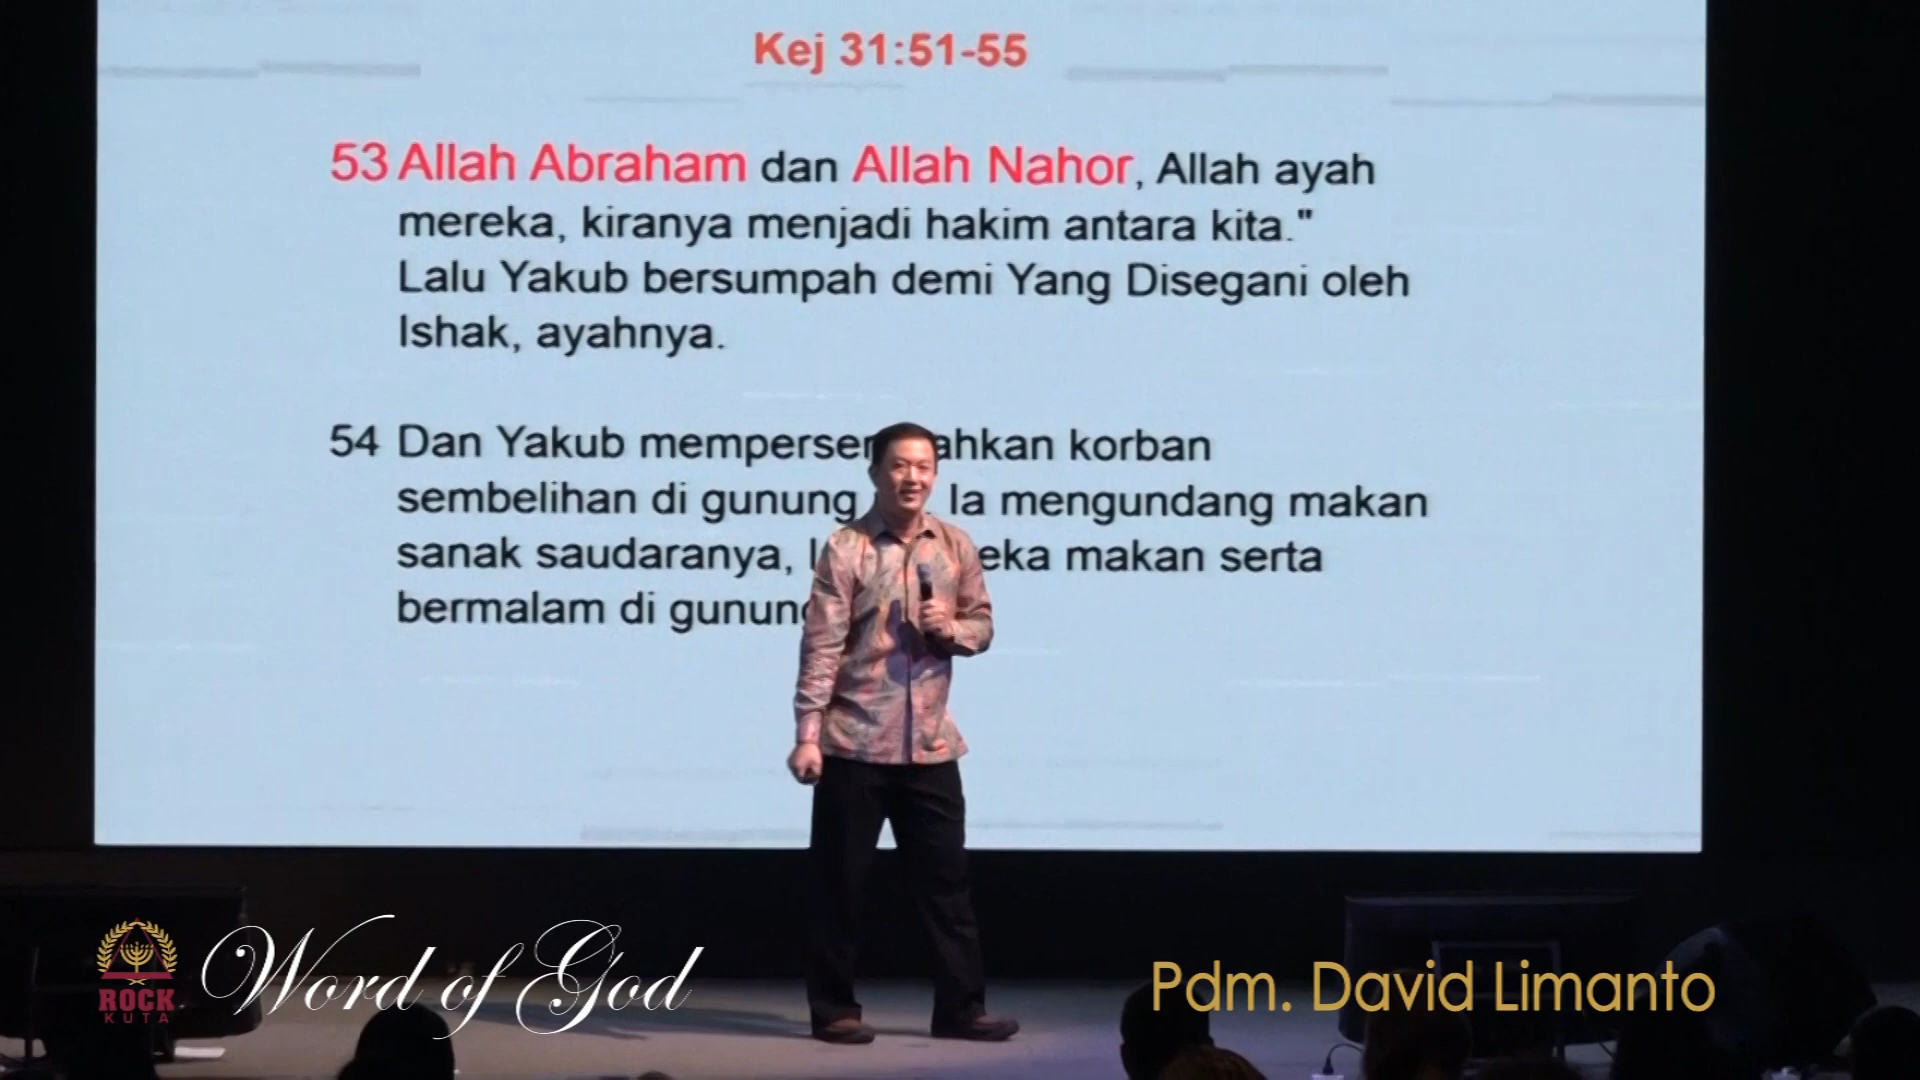 Kej 31:51-55
53 Allah Abraham dan Allah Nahor, Allah ayah
mereka, kiranya menjadi hakim antara kita."
Lalu Yakub bersumpah demi Yang Disegani oleh
Ishak, ayahnya.
54 Dan Yakub memperse ahkan korban
sembelihan di gunung Ia mengundang makan
sanak saudaranya, eka makan serta
bermalam di gunung
ROCK
KUTA
Word of God
Pdm. David Limanto